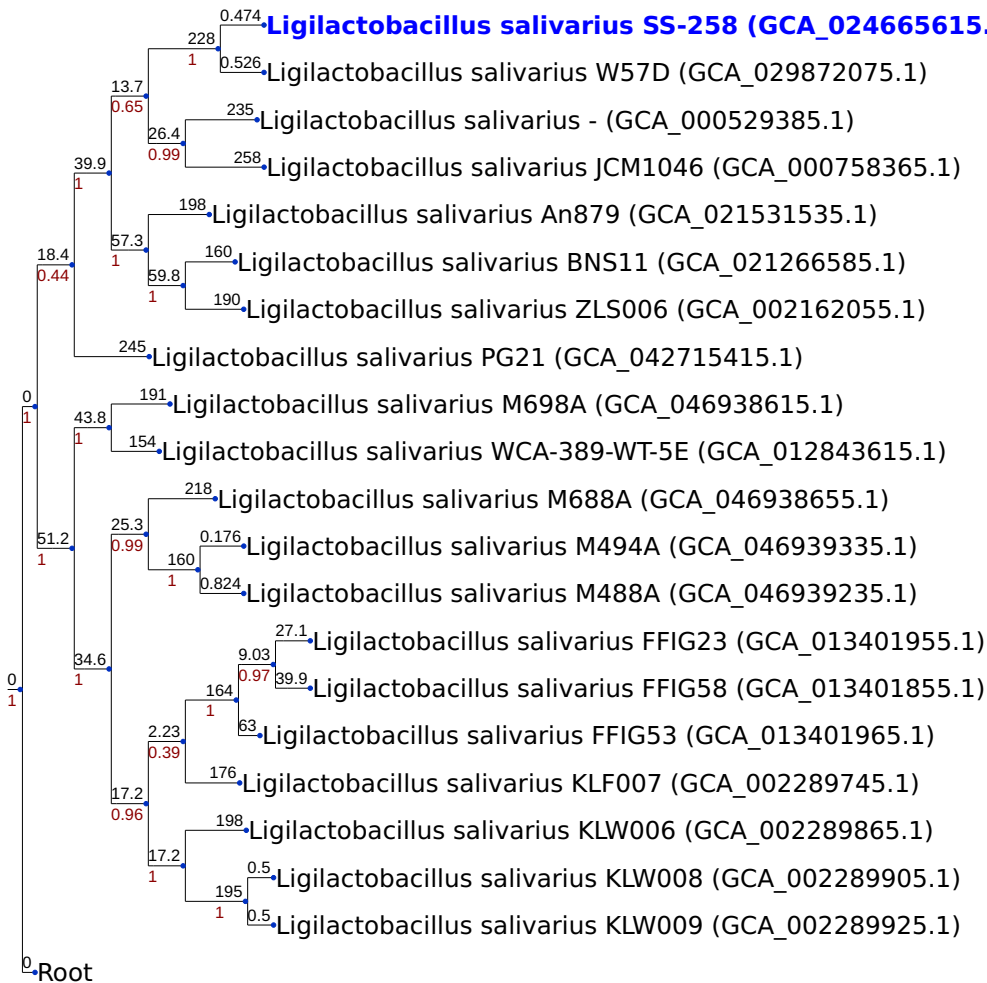 0.474
Ligilactobacillus salivarius SS-258 (GCA_024665615.
228
1
0.526
Ligilactobacillus salivarius W57D (GCA_029872075.1)
13.7
0.65
235
Ligilactobacillus salivarius - (GCA_000529385.1)
26.4
0.99
258
Ligilactobacillus salivarius JCM1046 (GCA_000758365.1)
39.9
1
198
Ligilactobacillus salivarius An879 (GCA_021531535.1)
57.3
1
160
Ligilactobacillus salivarius BNS11 (GCA_021266585.1)
59.8
1
190
Ligilactobacillus salivarius ZLS006 (GCA_002162055.1)
18.4
0.44
245
Ligilactobacillus salivarius PG21 (GCA_042715415.1)
0
1
191
Ligilactobacillus salivarius M698A (GCA_046938615.1)
43.8
1
154
Ligilactobacillus salivarius WCA-389-WT-5E (GCA_012843615.1)
51.2
1
218
Ligilactobacillus salivarius M688A (GCA_046938655.1)
25.3
0.99
0.176
Ligilactobacillus salivarius M494A (GCA_046939335.1)
160
1
0.824
Ligilactobacillus salivarius M488A (GCA_046939235.1)
34.6
1
27.1
Ligilactobacillus salivarius FFIG23 (GCA_013401955.1)
9.03
0.97
39.9
Ligilactobacillus salivarius FFIG58 (GCA_013401855.1)
164
1
63
Ligilactobacillus salivarius FFIG53 (GCA_013401965.1)
2.23
0.39
176
Ligilactobacillus salivarius KLF007 (GCA_002289745.1)
17.2
0.96
198
Ligilactobacillus salivarius KLW006 (GCA_002289865.1)
17.2
1
0.5
Ligilactobacillus salivarius KLW008 (GCA_002289905.1)
195
1
0.5
Ligilactobacillus salivarius KLW009 (GCA_002289925.1)
0
1
0
Root